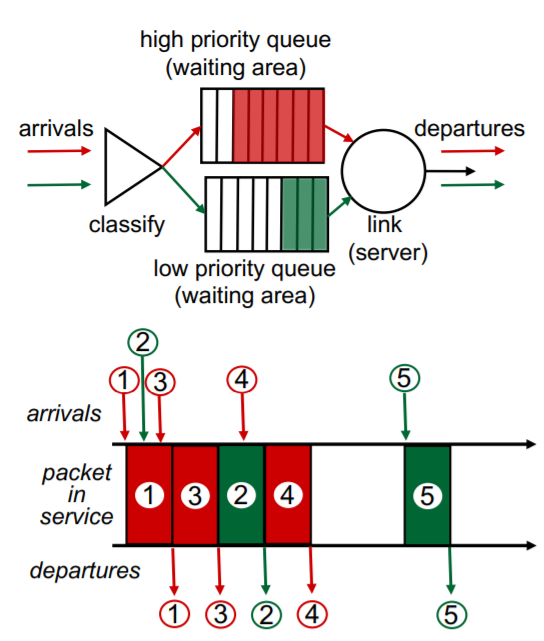 high priority queue
(waiting area)
arrivals
departures
classify
link
(server)
low priority queue
(waiting area)
2
1 3 4 5
arrivals
packet
in
service
1 3 2 4 5
departures
1 3 2 4 5